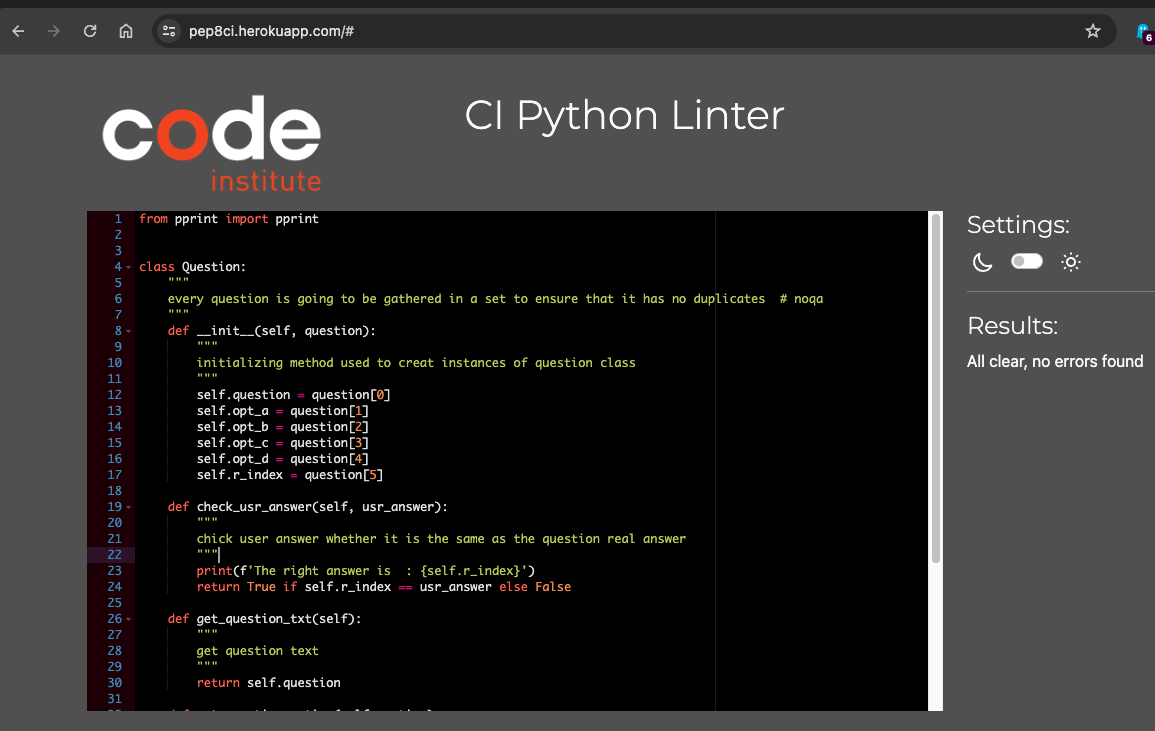 pep8ci.herokuapp.com/#
6
code
institute
CI Python Linter
1 from pprint import pprint
2
3
4 class Question:
5     """
6     every question is going to be gathered in a set to ensure that it has no duplicates  # noqa
7     """
8     def __init__(self, question):
9         """
10         initializing method used to creat instances of question class
11         """
12         self.question = question[0]
13         self.opt_a = question[1]
14         self.opt_b = question[2]
15         self.opt_c = question[3]
16         self.opt_d = question[4]
17         self.r_index = question[5]
18
19     def check_usr_answer(self, usr_answer):
20         """
21         chick user answer whether it is the same as the question real answer
22         """
23         print(f'The right answer is  : {self.r_index}')
24         return True if self.r_index == usr_answer else False
25
26     def get_question_txt(self):
27         """
28         get question text
29         """
30         return self.question
31
Settings:
Results:
All clear, no errors found